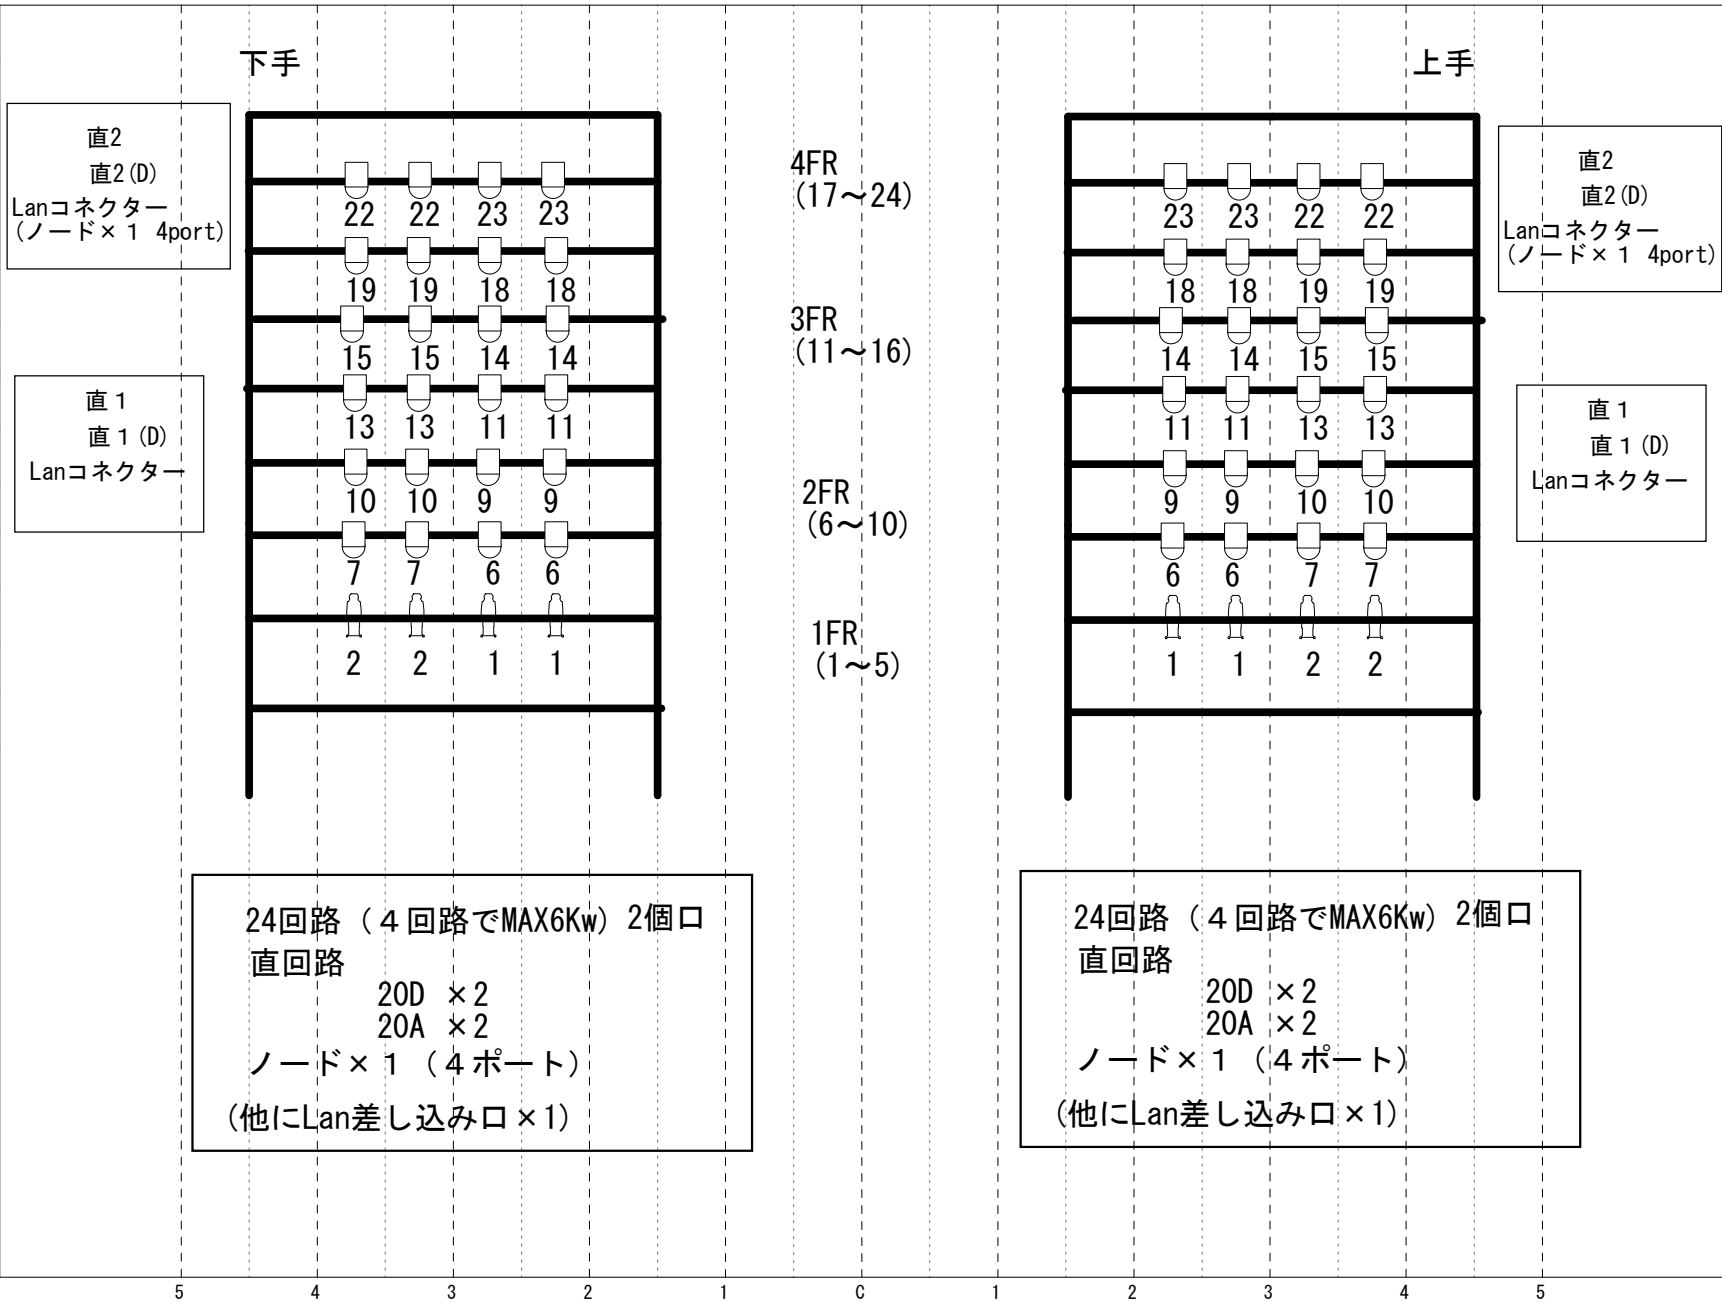 下手
上手
直2
直2(D)
Lanコネクター
(ノード×１ 4port)
直１
直１(D)
Lanコネクター
22 22 23 23
19 19 18 18
15 15 14 14
13 13 11 11
10 10 9 9
7 7 6 6
2 2 1 1
4FR
(17～24)
3FR
(11～16)
2FR
(6～10)
1FR
(1～5)
23 23 22 22
18 18 19 19
14 14 15 15
11 11 13 13
9 9 10 10
6 6 7 7
1 1 2 2
直2
直2(D)
Lanコネクター
(ノード×１ 4port)
直１
直１(D)
Lanコネクター
24回路（４回路でMAX6Kw）2個口
直回路
20D ×2
20A ×2
ノード×１（４ポート）
(他にLan差し込み口×1)
24回路（４回路でMAX6Kw）2個口
直回路
20D ×2
20A ×2
ノード×１（４ポート）
(他にLan差し込み口×1)
5 4 3 2 1 C 1 2 3 4 5